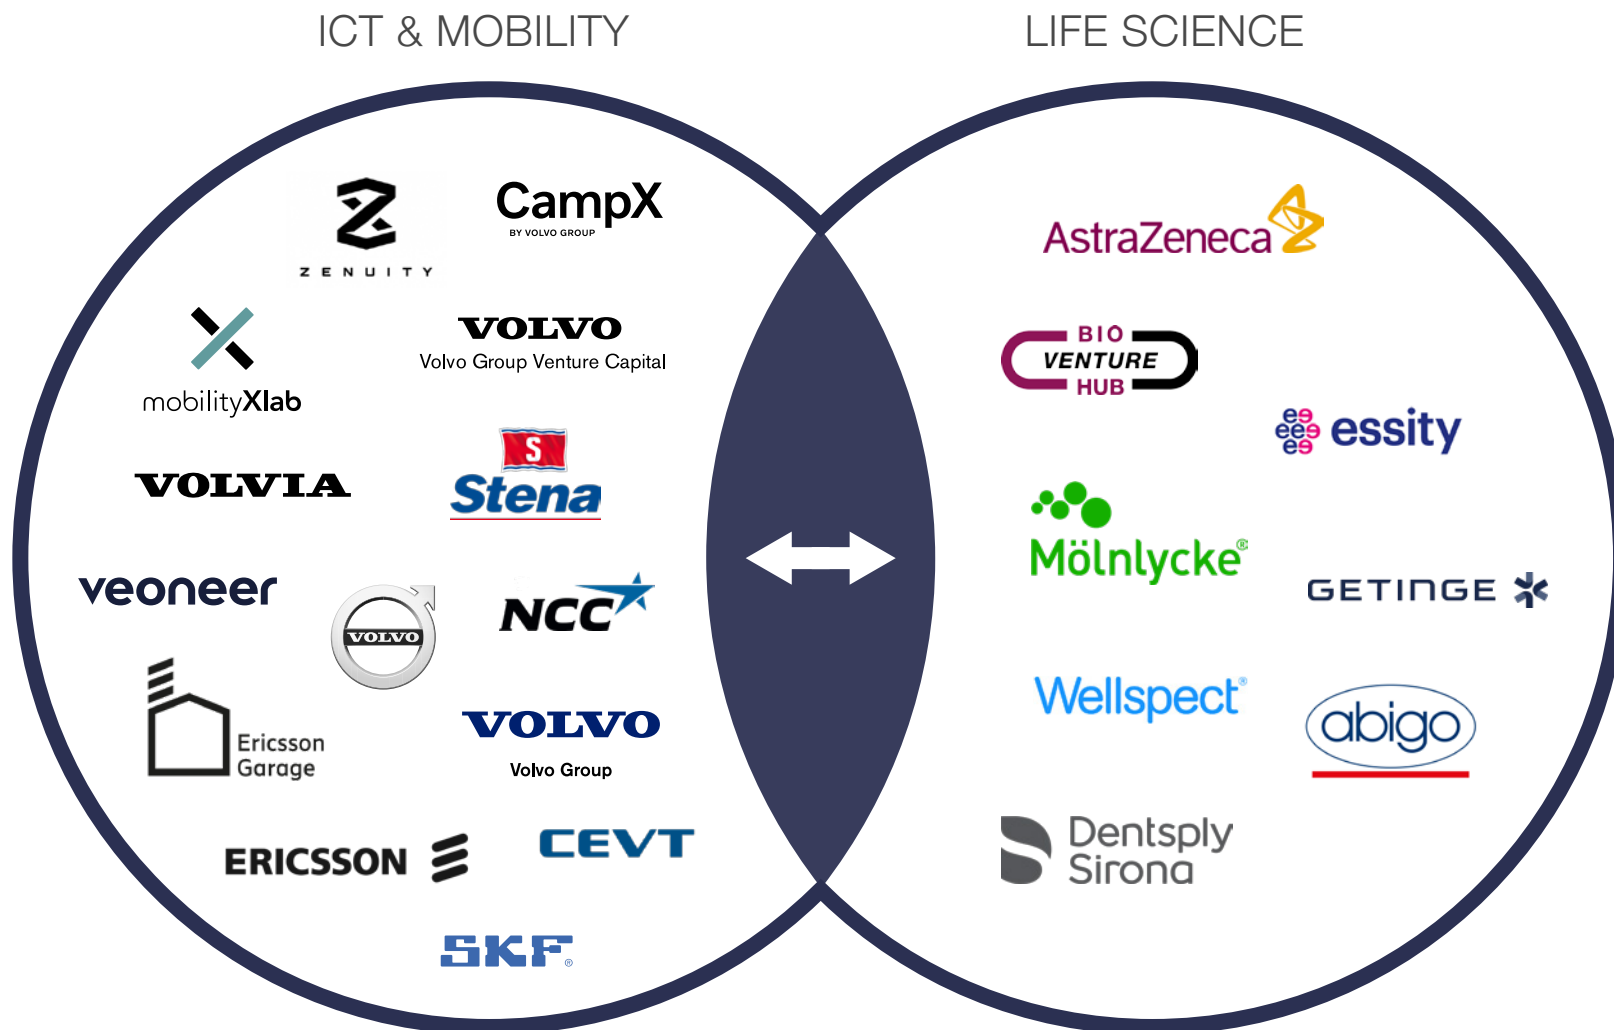 ICT & MOBILITY
LIFE SCIENCE
ZENUITY
CampX
BY VOLVO GROUP
mobilityXlab
VOLVO
Volvo Group Venture Capital
VOLVIA
S
Stena
veoneer
VOLVO
NCC
Ericsson
Garage
VOLVO
Volvo Group
ERICSSON
CEVT
SKF®
AstraZeneca
BIO
VENTURE
HUB
essity
Mölnlycke®
GETINGE
Wellspect®
abigo
Dentsply
Sirona